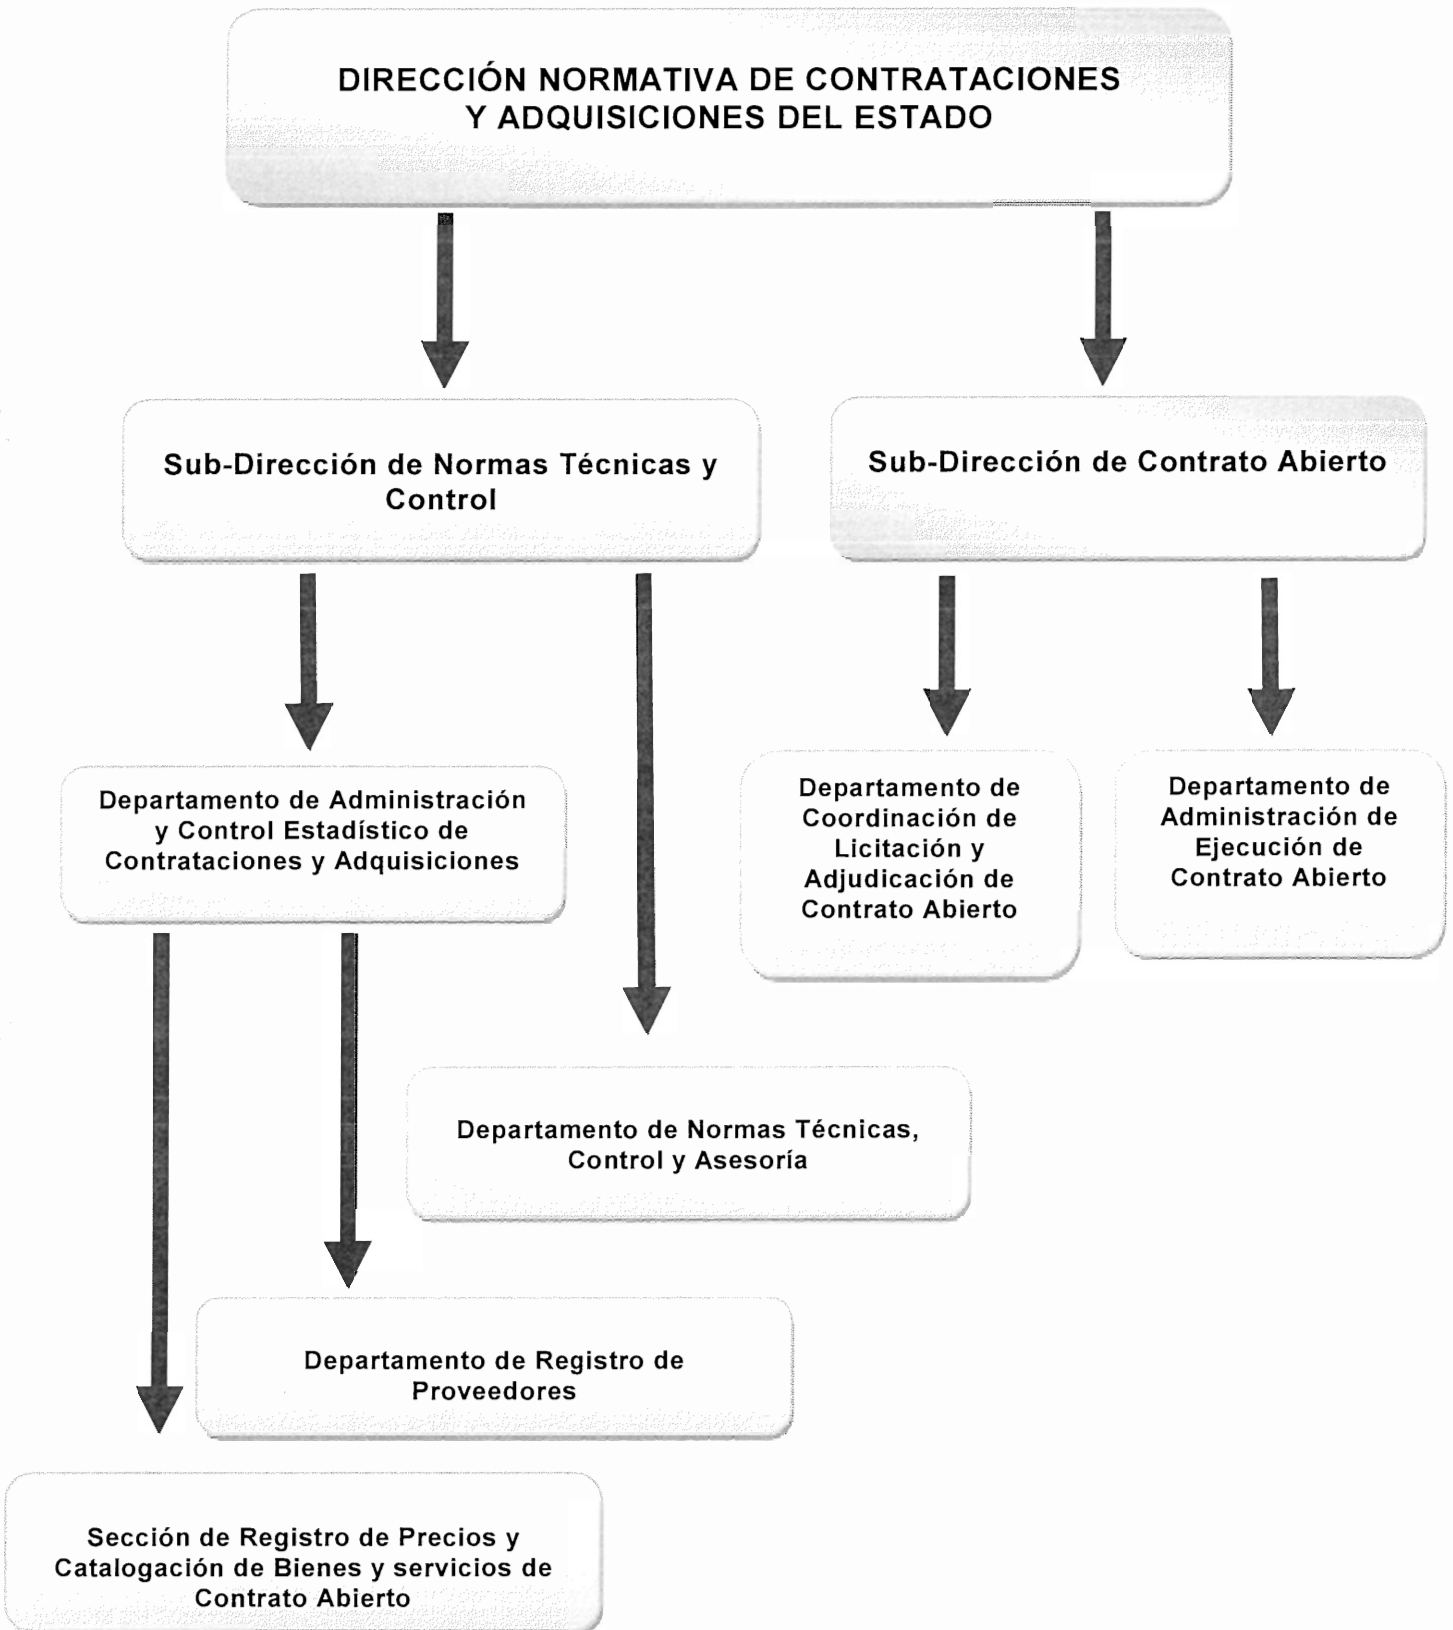 DIRECCIÓN NORMATIVA DE CONTRATACIONES
Y ADQUISICIONES DEL ESTADO
Sub-Dirección de Normas Técnicas y
Control
Sub-Dirección de Contrato Abierto
Departamento de Administración
y Control Estadístico de
Contrataciones y Adquisiciones
Departamento de
Coordinación de
Licitación y
Adjudicación de
Contrato Abierto
Departamento de
Administración de
Ejecución de
Contrato Abierto
Departamento de Normas Técnicas,
Control y Asesoría
Departamento de Registro de
Proveedores
Sección de Registro de Precios y
Catalogación de Bienes y servicios de
Contrato Abierto